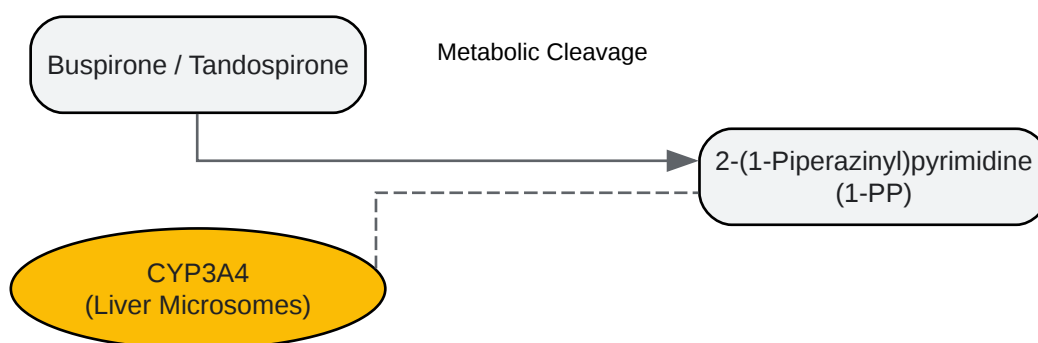 Buspirone / Tandospirone
Metabolic Cleavage
2-(1-Piperazinyl)pyrimidine
(1-PP)
CYP3A4
(Liver Microsomes)